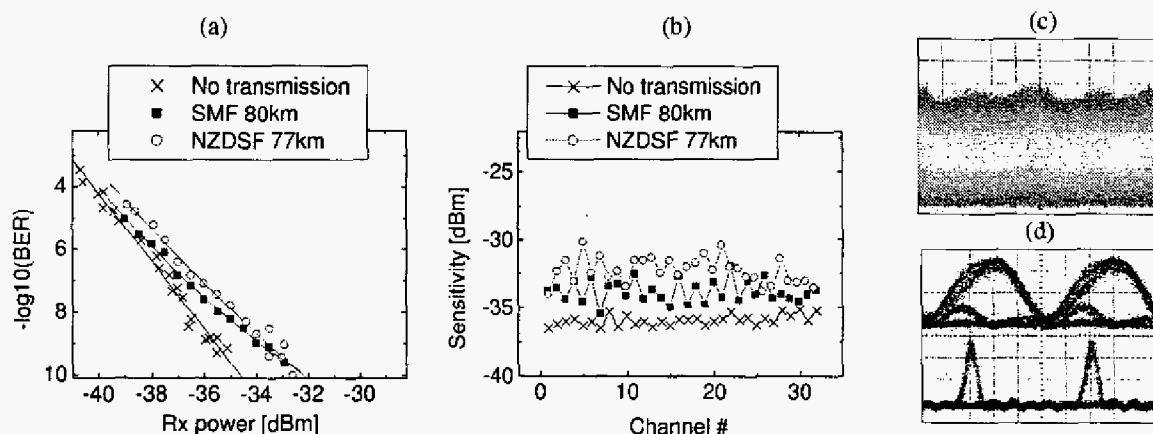 (a)
No transmission
SMF 80km
NZDSF 77km
4
6
8
10
-log10(BER)
-40 -38 -36 -34 -32 -30
Rx power [dBm]
(b)
No transmission
SMF 80km
NZDSF 77km
-25
-30
-35
-40
Sensitivity [dBm]
0 10 20 30
Channel #
(c)
(d)